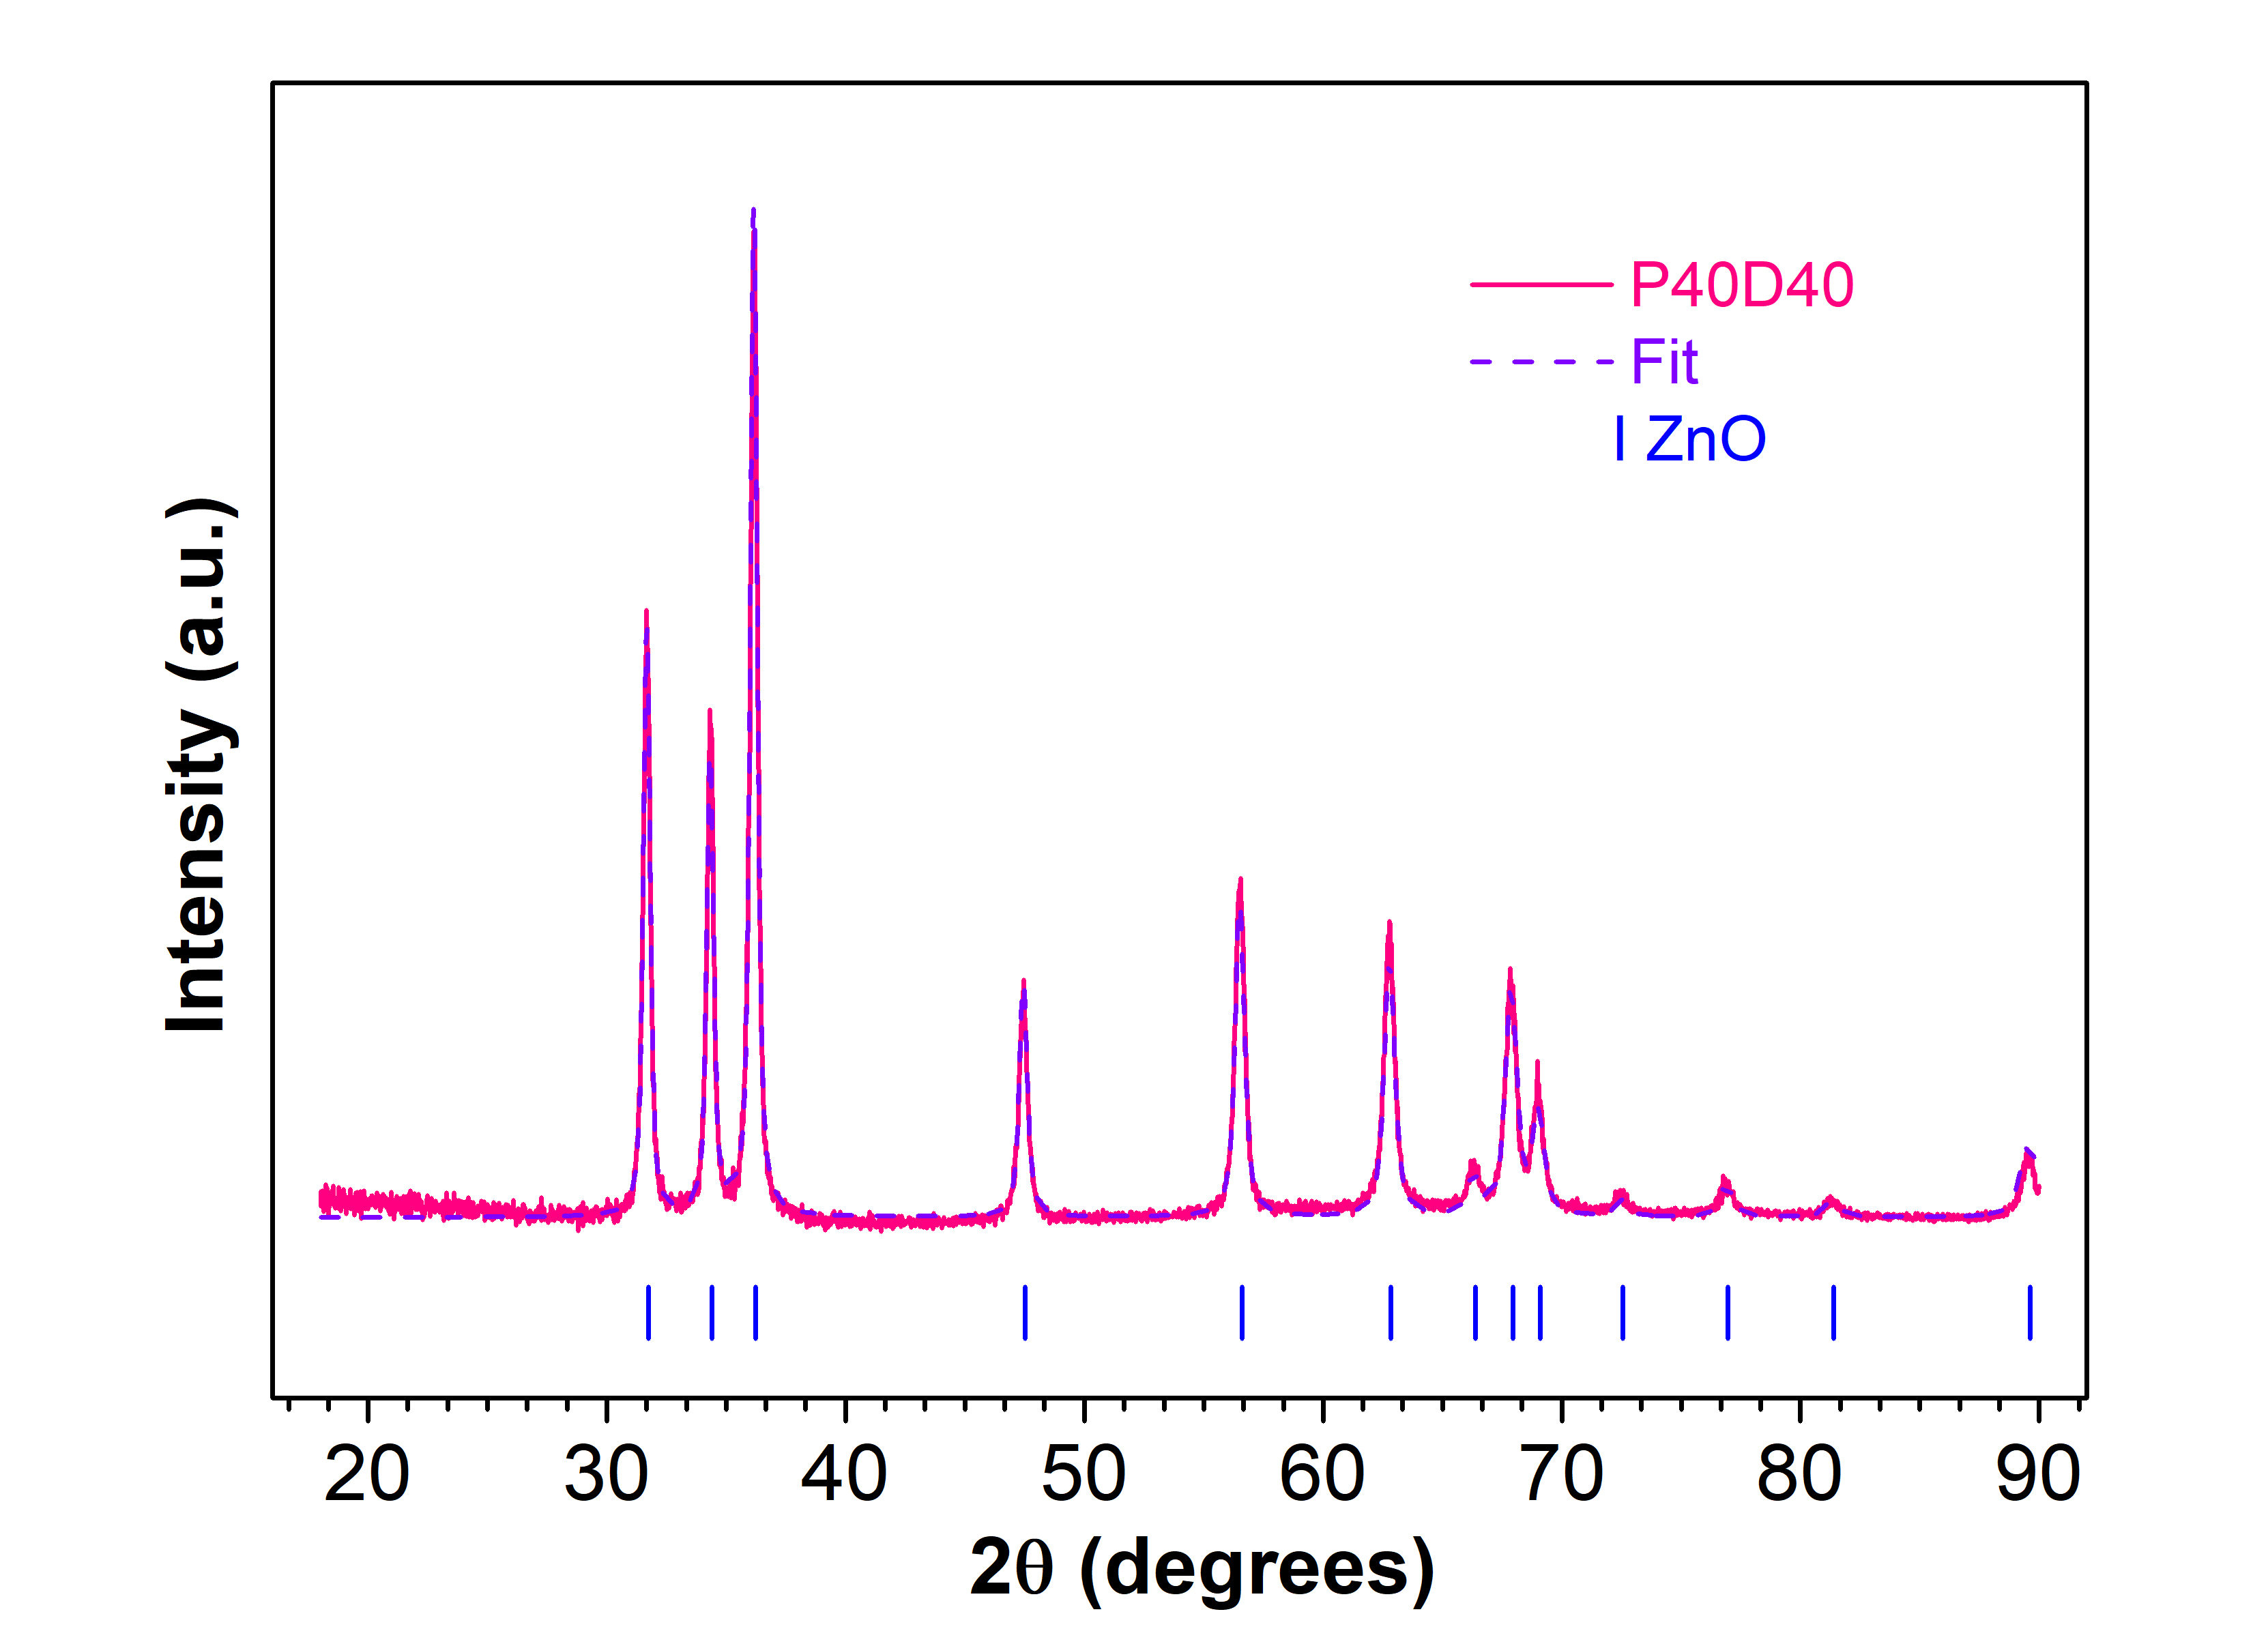 P40D40
Fit
I ZnO
Intensity (a.u.)
20 30 40 50 60 70 80 90
2θ (degrees)